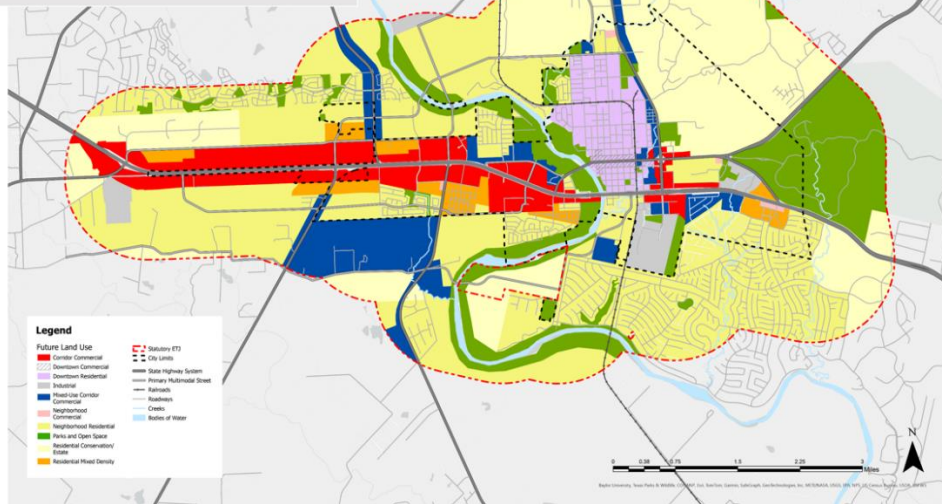 Legend
Future Land Use
Corridor Commercial
Downtown Commercial
Downtown Residential
Industrial
Mixed-Use Corridor
Commercial
Neighborhood
Commercial
Neighborhood Residential
Parks and Open Space
Residential Conservation/
Estate
Residential Mixed Density
Statutory ETJ
City Limits
State Highway System
Primary Multimodal Street
Railroads
Roadways
Creeks
Bodies of Water
N
0 0.38 0.75 1.5 2.25 3
Miles